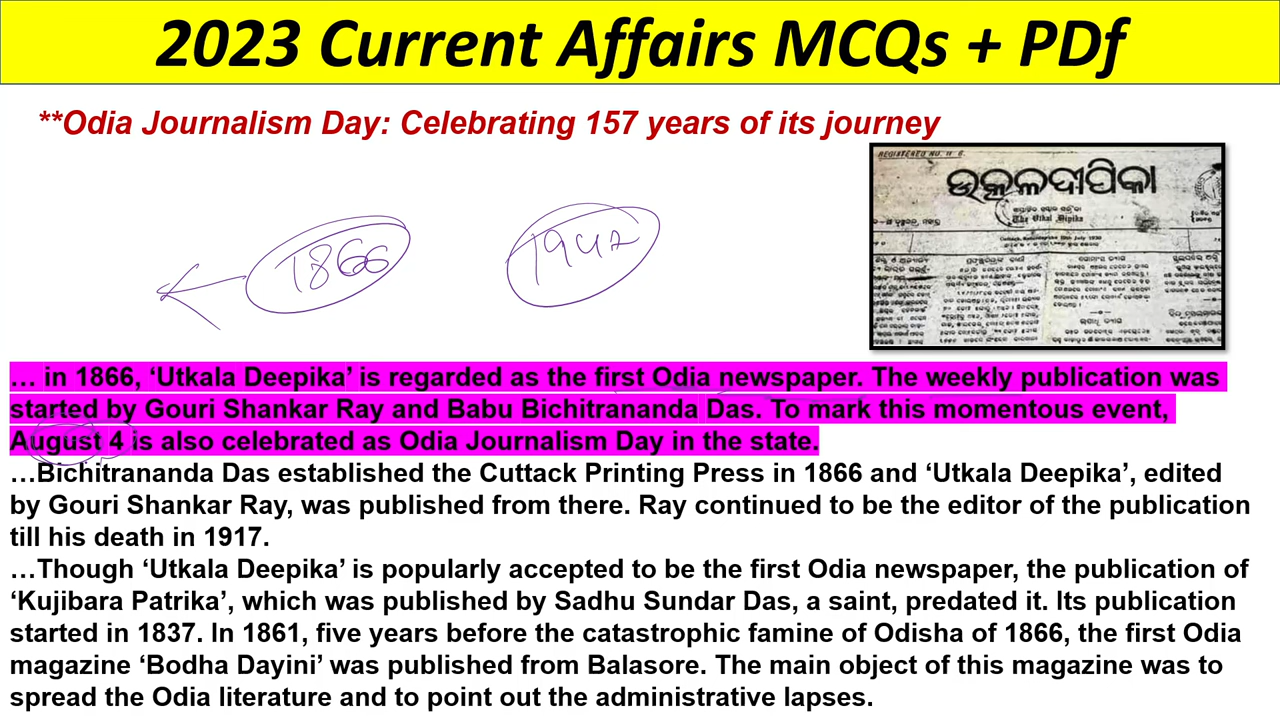 2023 Current Affairs MCQs + PDf
**Odia Journalism Day: Celebrating 157 years of its journey
REGISTERED NO.
ଉତ୍କଳଦୀପିକା
The Utkal Dipika
1866
1947
… in 1866, ‘Utkala Deepika’ is regarded as the first Odia newspaper. The weekly publication was
started by Gouri Shankar Ray and Babu Bichitrananda Das. To mark this momentous event,
August 4 is also celebrated as Odia Journalism Day in the state.
…Bichitrananda Das established the Cuttack Printing Press in 1866 and ‘Utkala Deepika’, edited
by Gouri Shankar Ray, was published from there. Ray continued to be the editor of the publication
till his death in 1917.
…Though ‘Utkala Deepika’ is popularly accepted to be the first Odia newspaper, the publication of
‘Kujibara Patrika’, which was published by Sadhu Sundar Das, a saint, predated it. Its publication
started in 1837. In 1861, five years before the catastrophic famine of Odisha of 1866, the first Odia
magazine ‘Bodha Dayini’ was published from Balasore. The main object of this magazine was to
spread the Odia literature and to point out the administrative lapses.